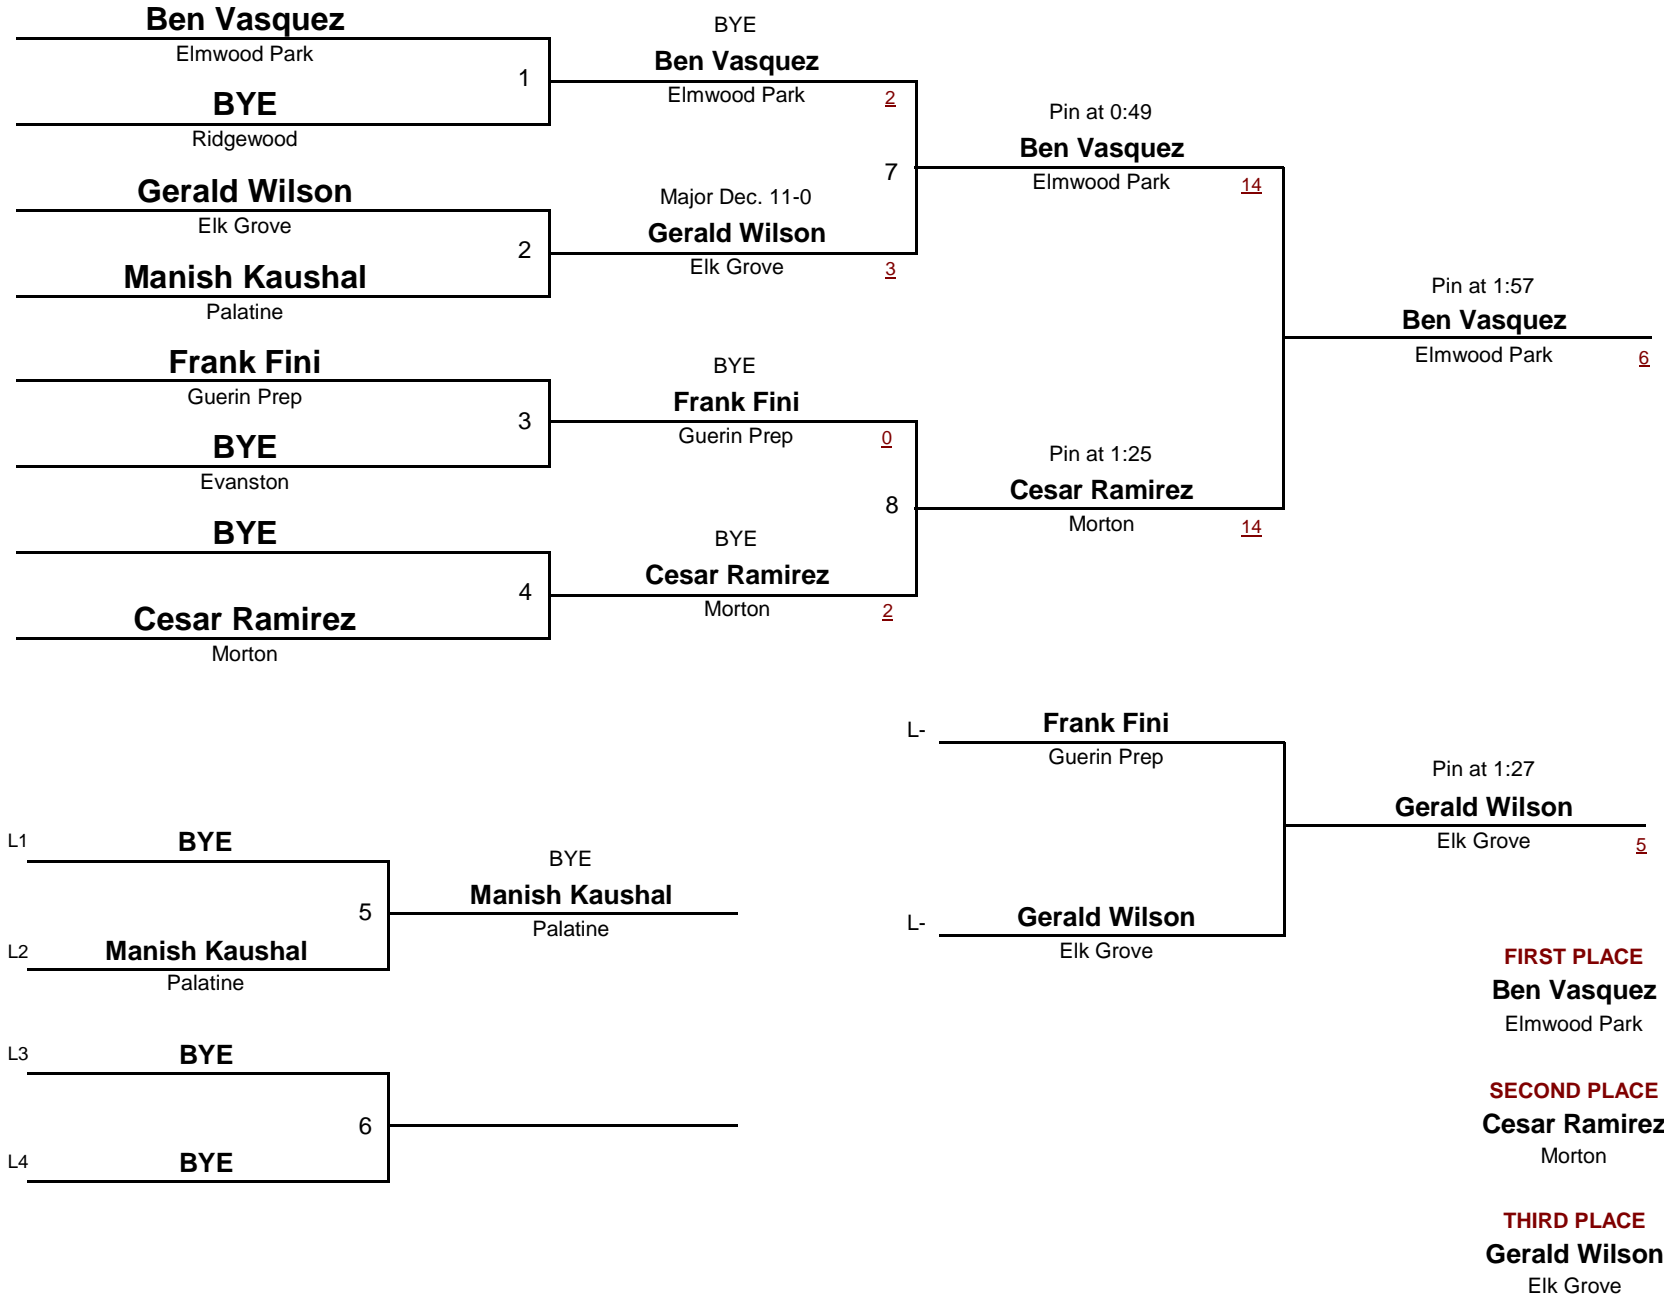 Ben Vasquez
Elmwood Park
1
BYE
Ridgewood
Gerald Wilson
Elk Grove
2
Manish Kaushal
Palatine
Frank Fini
Guerin Prep
3
BYE
Evanston
BYE
4
Cesar Ramirez
Morton
BYE
Ben Vasquez
Elmwood Park 2
7
Major Dec. 11-0
Gerald Wilson
Elk Grove 3
BYE
Frank Fini
Guerin Prep 0
8
BYE
Cesar Ramirez
Morton 2
Pin at 0:49
Ben Vasquez
Elmwood Park 14
Pin at 1:25
Cesar Ramirez
Morton 14
Pin at 1:57
Ben Vasquez
Elmwood Park 6
L1 BYE
5
L2 Manish Kaushal
Palatine
BYE
Manish Kaushal
Palatine
L3 BYE
6
L4 BYE
L- Frank Fini
Guerin Prep
L- Gerald Wilson
Elk Grove
Pin at 1:27
Gerald Wilson
Elk Grove 5
FIRST PLACE
Ben Vasquez
Elmwood Park
SECOND PLACE
Cesar Ramirez
Morton
THIRD PLACE
Gerald Wilson
Elk Grove